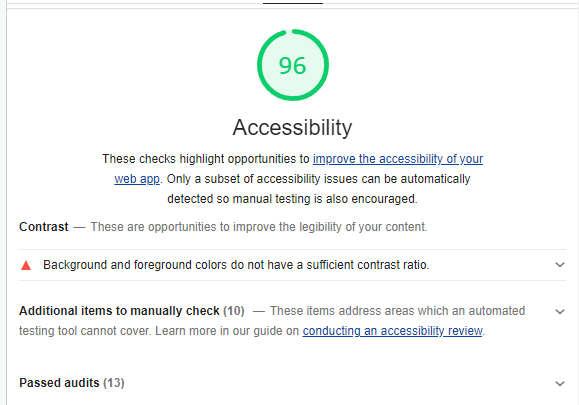 96
Accessibility
These checks highlight opportunities to improve the accessibility of your
web app. Only a subset of accessibility issues can be automatically
detected so manual testing is also encouraged.
Contrast — These are opportunities to improve the legibility of your content.
Background and foreground colors do not have a sufficient contrast ratio.
Additional items to manually check (10) — These items address areas which an automated
testing tool cannot cover. Learn more in our guide on conducting an accessibility review.
Passed audits (13)